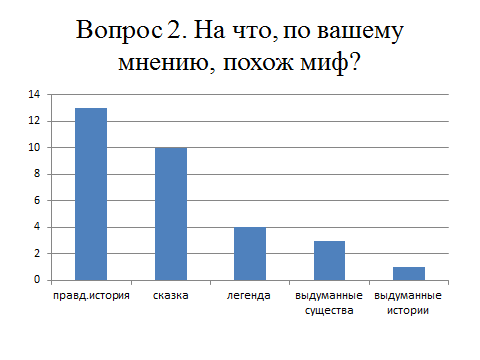 Вопрос 2. На что, по вашему
мнению, похож миф?
14
12
10
8
6
4
2
0
правд.история
сказка
легенда
выдуманные
существа
выдуманные
истории